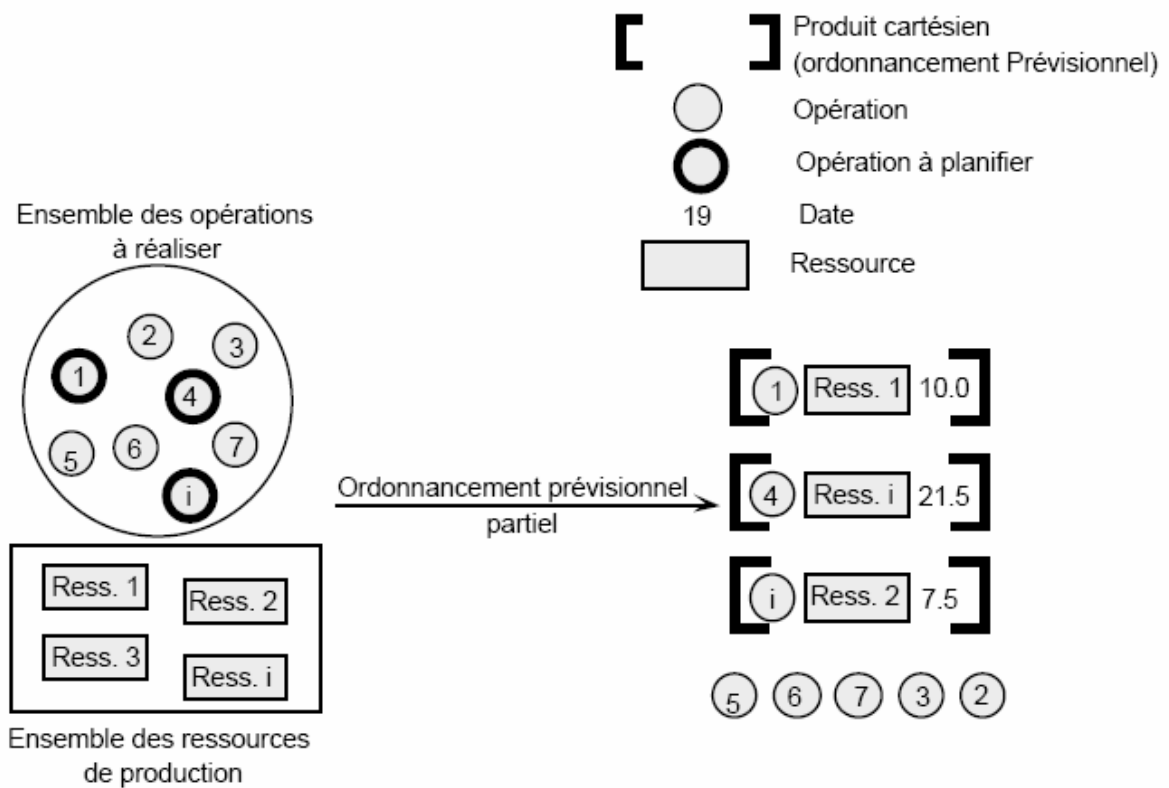 Produit cartésien
(ordonnancement Prévisionnel)
Opération
Opération à planifier
19 Date
Ressource
Ensemble des opérations
à réaliser
2
3
1
4
5
6
7
i
Ress. 1
Ress. 2
Ress. 3
Ress. i
Ensemble des ressources
de production
Ordonnancement prévisionnel
partiel
1 Ress. 1 10.0
4 Ress. i 21.5
i Ress. 2 7.5
5 6 7 3 2